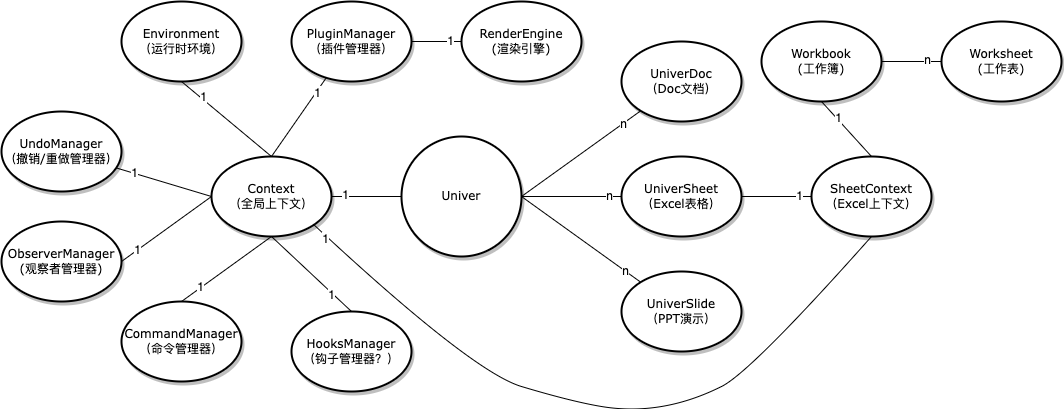 Environment
(运行时环境)
1
PluginManager
(插件管理器)
1
1
RenderEngine
(渲染引擎)
UndoManager
(撤销/重做管理器)
1
ObserverManager
(观察者管理器)
1
Context
(全局上下文)
1
Univer
CommandManager
(命令管理器)
1
HooksManager
(钩子管理器? )
1
1
UniverDoc
(Doc文档)
n
UniverSheet
(Excel表格)
n
UniverSlide
(PPT演示)
n
1
SheetContext
(Excel上下文)
1
Workbook
(工作簿)
n
Worksheet
(工作表)